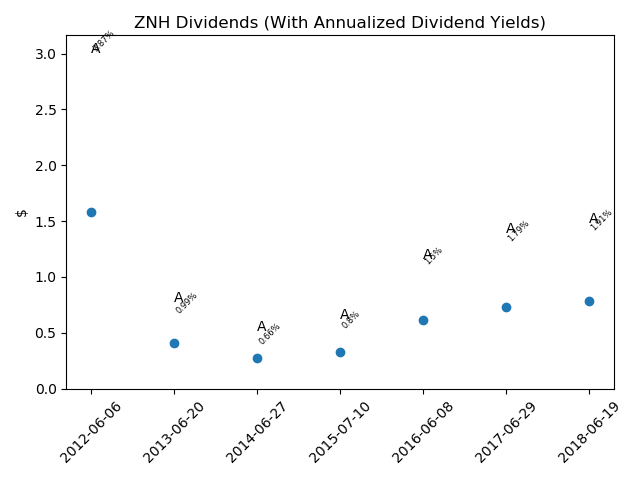 ZNH Dividends (With Annualized Dividend Yields)
$
3.0
2.5
2.0
1.5
1.0
0.5
0.0
A
A
0.99%
A
0.66%
A
0.8%
A
1.5%
A
1.79%
A
1.91%
2012-06-06
2013-06-20
2014-06-27
2015-07-10
2016-06-08
2017-06-29
2018-06-19